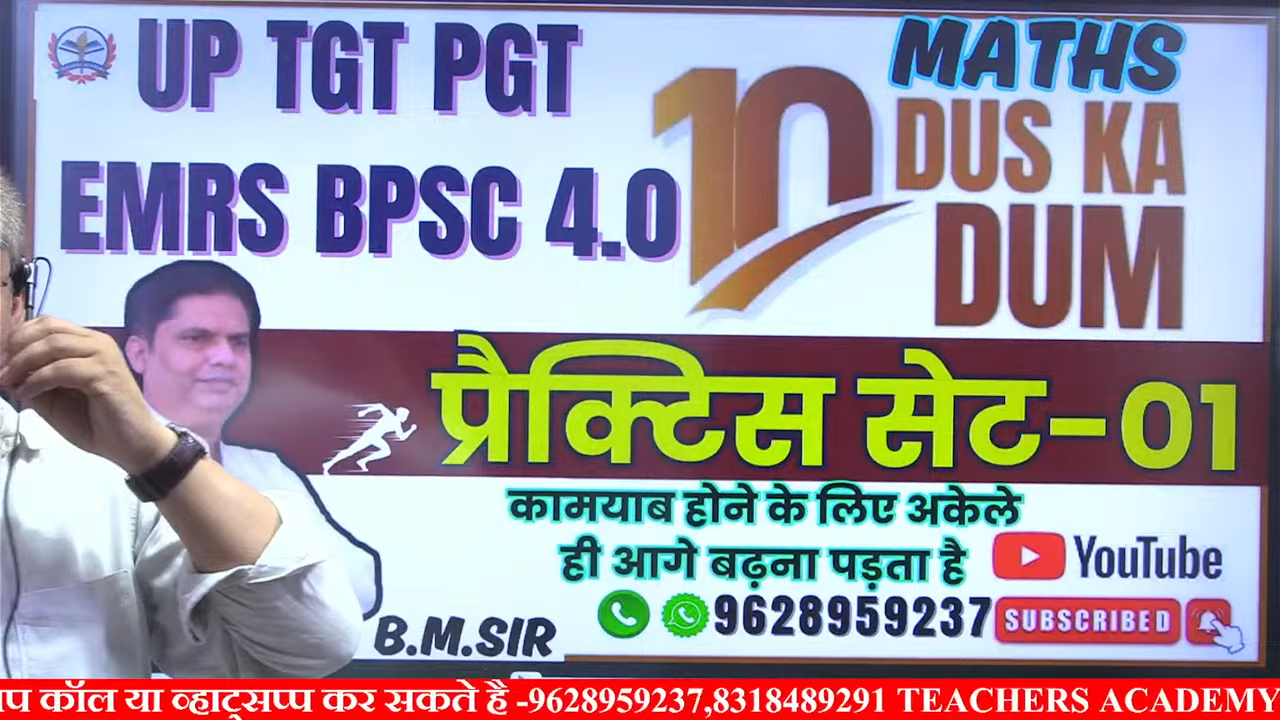 UP TGT PGT
EMRS BPSC 4.0
10
MATHS
DUS KA
DUM
प्रैक्टिस सेट-01
कामयाब होने के लिए अकेले
ही आगे बढ़ना पड़ता है
YouTube
9628959237
SUBSCRIBED
B.M.SIR
कॉल या व्हाट्सप्प कर सकते है -9628959237,8318489291 TEACHERS ACADEMY